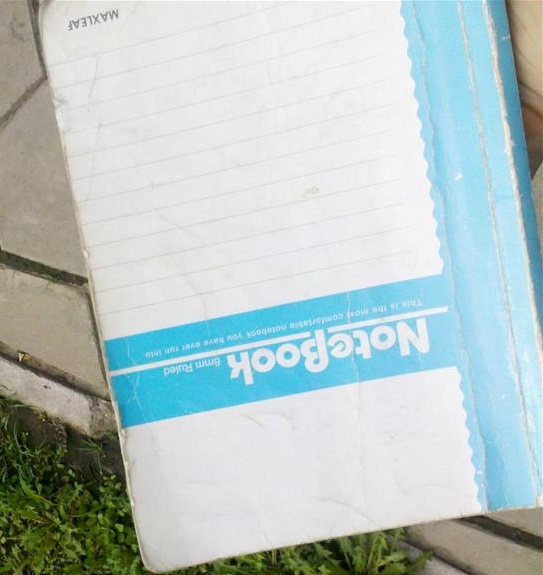 NoteBook 8mm Ruled
This is the most comfortable notebook you have ever run into.
MAXLEAF